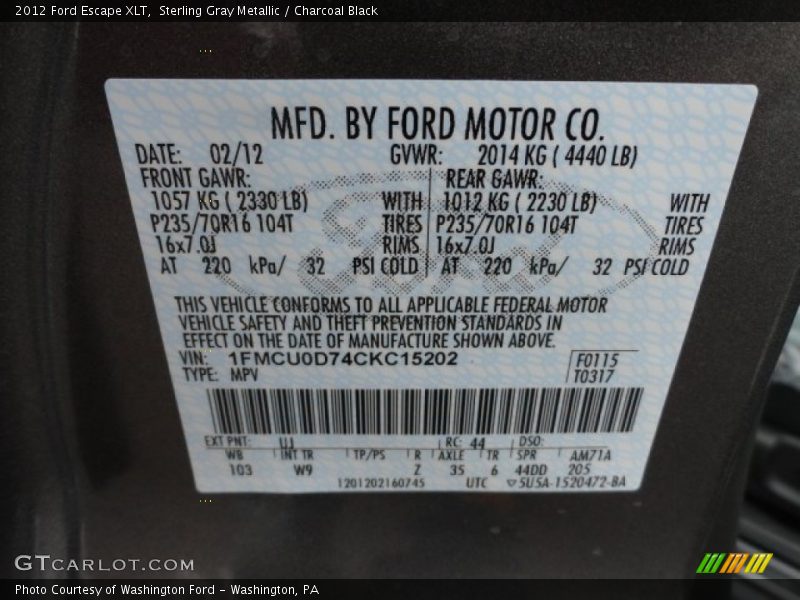 2012 Ford Escape XLT, Sterling Gray Metallic / Charcoal Black
MFD. BY FORD MOTOR CO.
DATE: 02/12 GVWR: 2014 KG ( 4440 LB)
FRONT GAWR: REAR GAWR:
1057 KG ( 2330 LB) WITH 1012 KG ( 2230 LB) WITH
P235/70R16 104T TIRES P235/70R16 104T TIRES
16x7.0J RIMS 16x7.0J RIMS
AT 220 kPa/ 32 PSI COLD AT 220 kPa/ 32 PSI COLD
Ford
THIS VEHICLE CONFORMS TO ALL APPLICABLE FEDERAL MOTOR
VEHICLE SAFETY AND THEFT PREVENTION STANDARDS IN
EFFECT ON THE DATE OF MANUFACTURE SHOWN ABOVE.
VIN: 1FMCU0D74CKC15202 F0115
TYPE: MPV T0317
EXT PNT: UJ RC: 44 DSO:
WB INT TR TP/PS R AXLE TR SPR AM71A
103 W9 Z 35 6 44DD 205
1201202160745 UTC ▽5U5A-1520472-BA
GTCARLOT.COM
Photo Courtesy of Washington Ford - Washington, PA